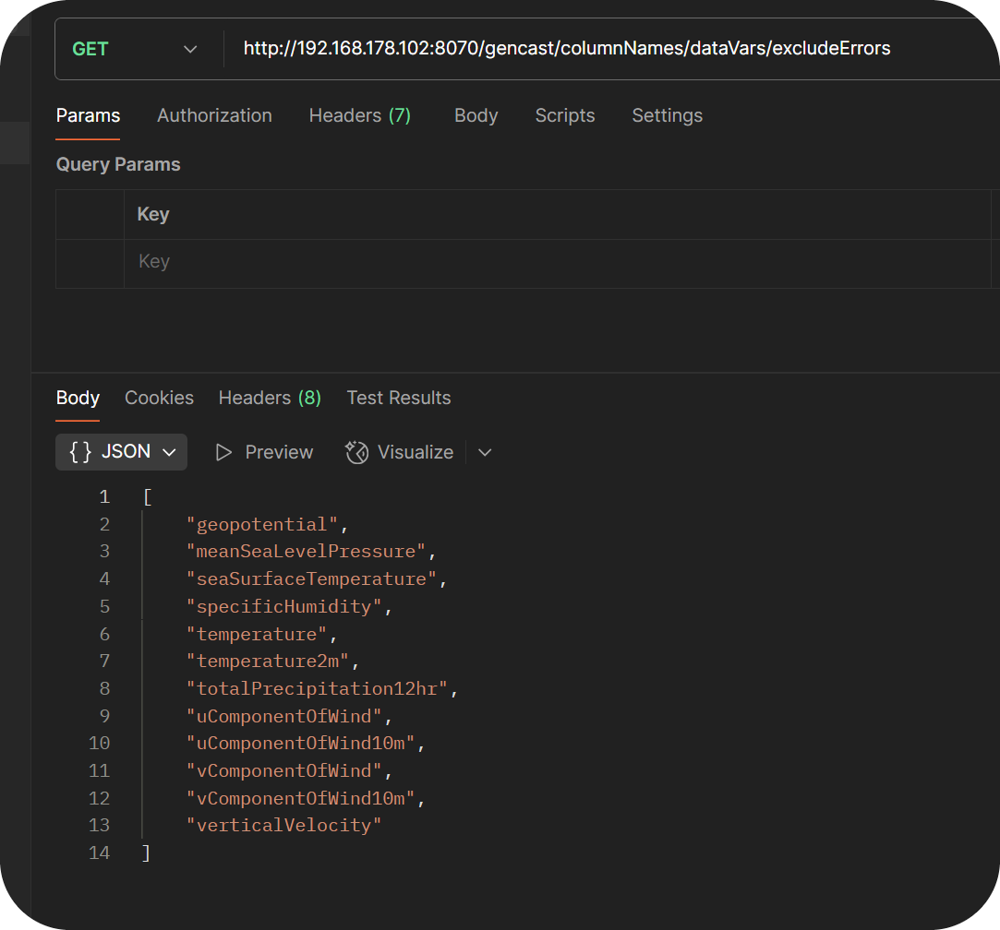 GET http://192.168.178.102:8070/gencast/columnNames/dataVars/excludeErrors
Params Authorization Headers (7) Body Scripts Settings
Query Params
Key
Key
Body Cookies Headers (8) Test Results
{ } JSON Preview Visualize
1 [
2 "geopotential",
3 "meanSeaLevelPressure",
4 "seaSurfaceTemperature",
5 "specificHumidity",
6 "temperature",
7 "temperature2m",
8 "totalPrecipitation12hr",
9 "uComponentOfWind",
10 "uComponentOfWind10m",
11 "vComponentOfWind",
12 "vComponentOfWind10m",
13 "verticalVelocity"
14 ]